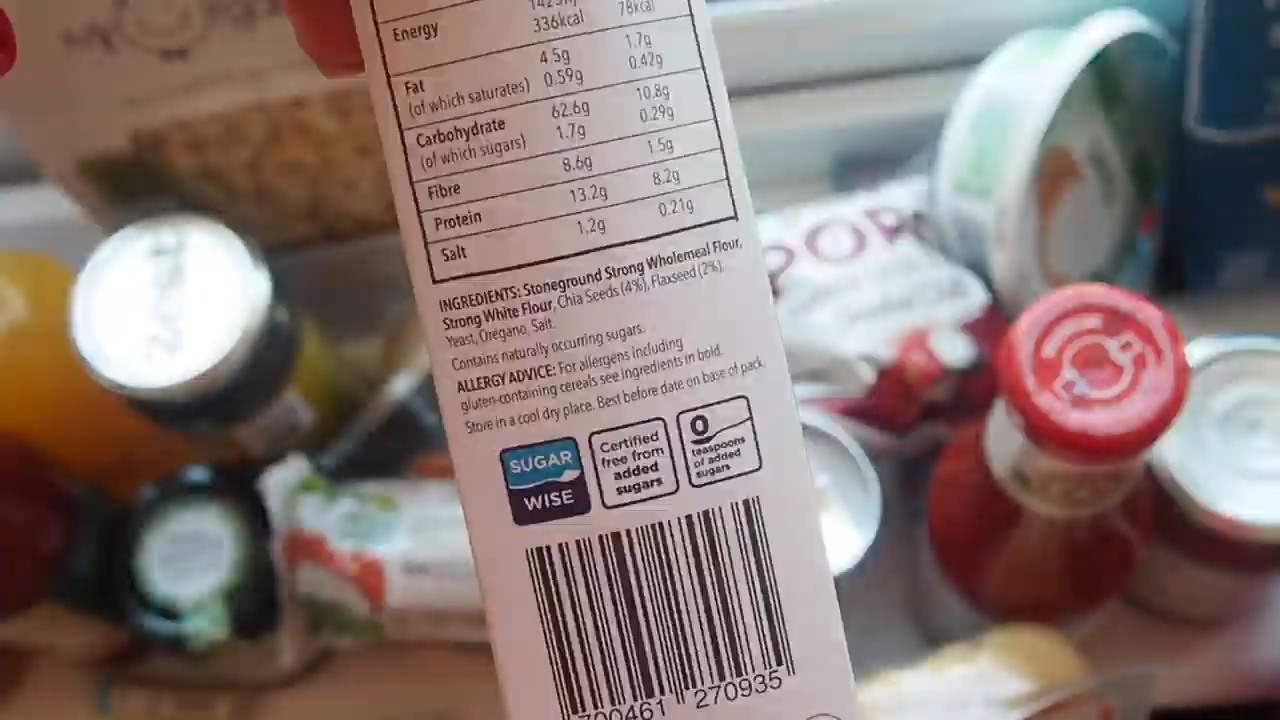 Energy 336kcal 78kcal
Fat 4.5g 1.7g
(of which saturates) 0.59g 0.42g
Carbohydrate 62.6g 10.8g
(of which sugars) 1.7g 0.29g
Fibre 8.6g 1.5g
Protein 13.2g 8.2g
Salt 1.2g 0.21g
INGREDIENTS: Stoneground Strong Wholemeal Flour,
Strong White Flour, Chia Seeds (4%), Flaxseed (2%),
Yeast, Oregano, Salt.
Contains naturally occurring sugars.
ALLERGY ADVICE: For allergens including
gluten-containing cereals see ingredients in bold.
Store in a cool dry place. Best before date on base of pack.
SUGAR
WISE
Certified
free from
added
sugars
0
teaspoons
of added
sugars
700461 270935
POR